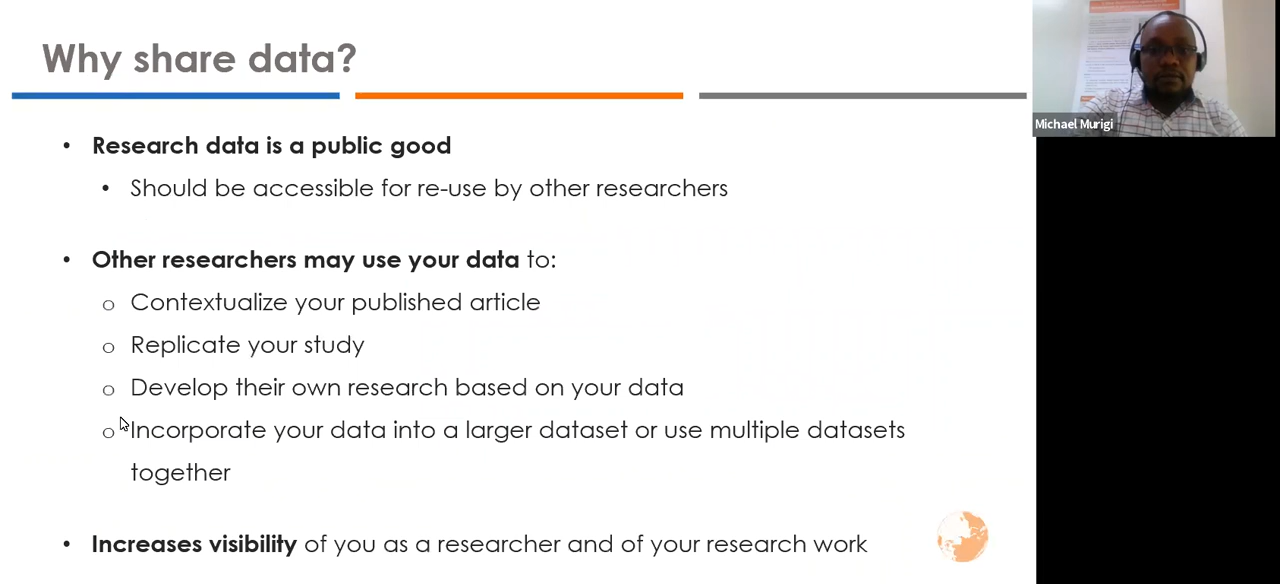 Why share data?
Michael Murigi
• Research data is a public good
• Should be accessible for re-use by other researchers
• Other researchers may use your data to:
o Contextualize your published article
o Replicate your study
o Develop their own research based on your data
o Incorporate your data into a larger dataset or use multiple datasets
together
• Increases visibility of you as a researcher and of your research work